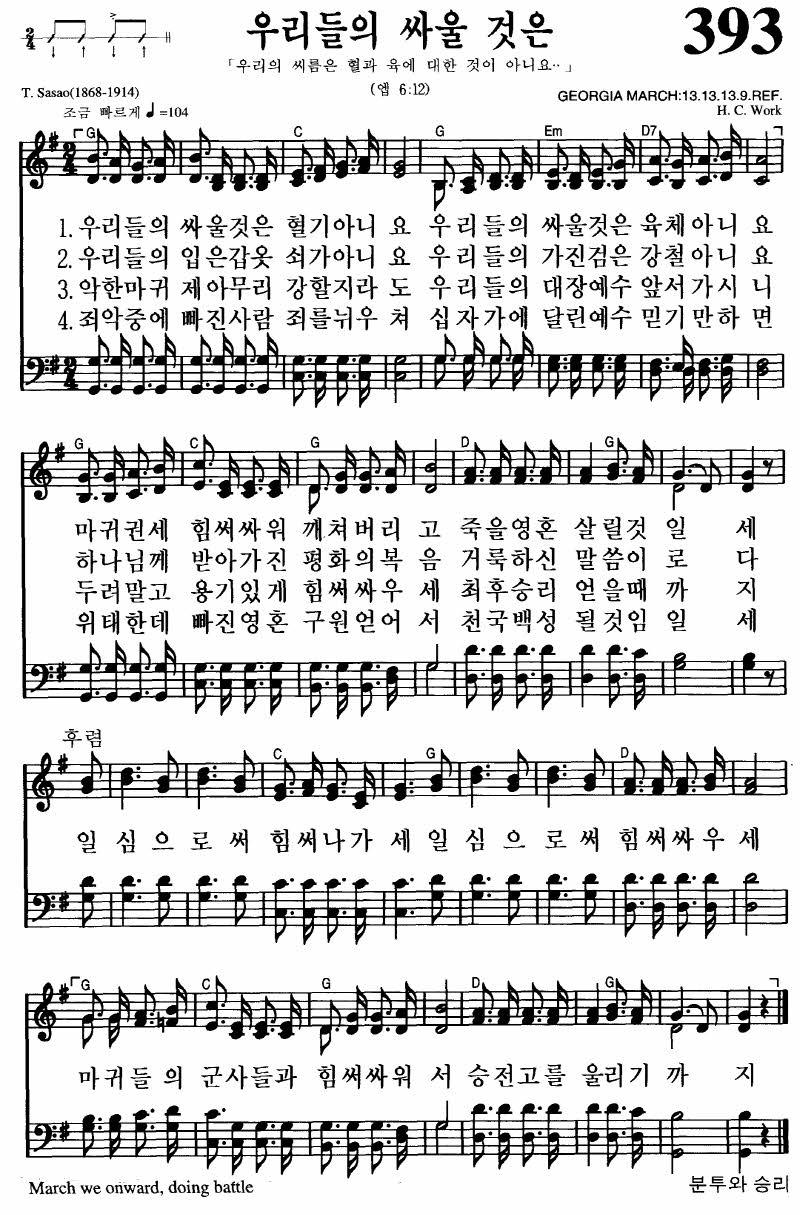 우리들의 싸울 것은 393
「우리의 씨름은 혈과 육에 대한 것이 아니요··」
T. Sasao(1868-1914) (엡 6:12) GEORGIA MARCH:13.13.13.9.REF.
조금 빠르게 ♩=104 H. C. Work
G C G Em D7
2/4
1. 우리들의 싸울것은 혈기아니 요 우리들의 싸울것은 육체아니 요
2. 우리들의 입은갑옷 쇠가아니 요 우리들의 가진검은 강철아니 요
3. 악한마귀 제아무리 강할지라 도 우리들의 대장예수 앞서가시 니
4. 죄악중에 빠진사람 죄를뉘우 쳐 십자가에 달린예수 믿기만하 면
G C G D G
마귀권세 힘써싸워 깨쳐버리 고 죽을영혼 살릴것 일 세
하나님께 받아가진 평화의복 음 거룩하신 말씀이 로 다
두려말고 용기있게 힘써싸우 세 최후승리 얻을때 까 지
위태한데 빠진영혼 구원얻어 서 천국백성 될것임 일 세
후렴
G C G D
일 심 으 로 써 힘 써 나 가 세 일 심 으 로 써 힘 써 싸 우 세
G C G D G
마귀들의 군사들과 힘써싸워 서 승전고를 울리기 까 지
March we onward, doing battle 분투와 승리